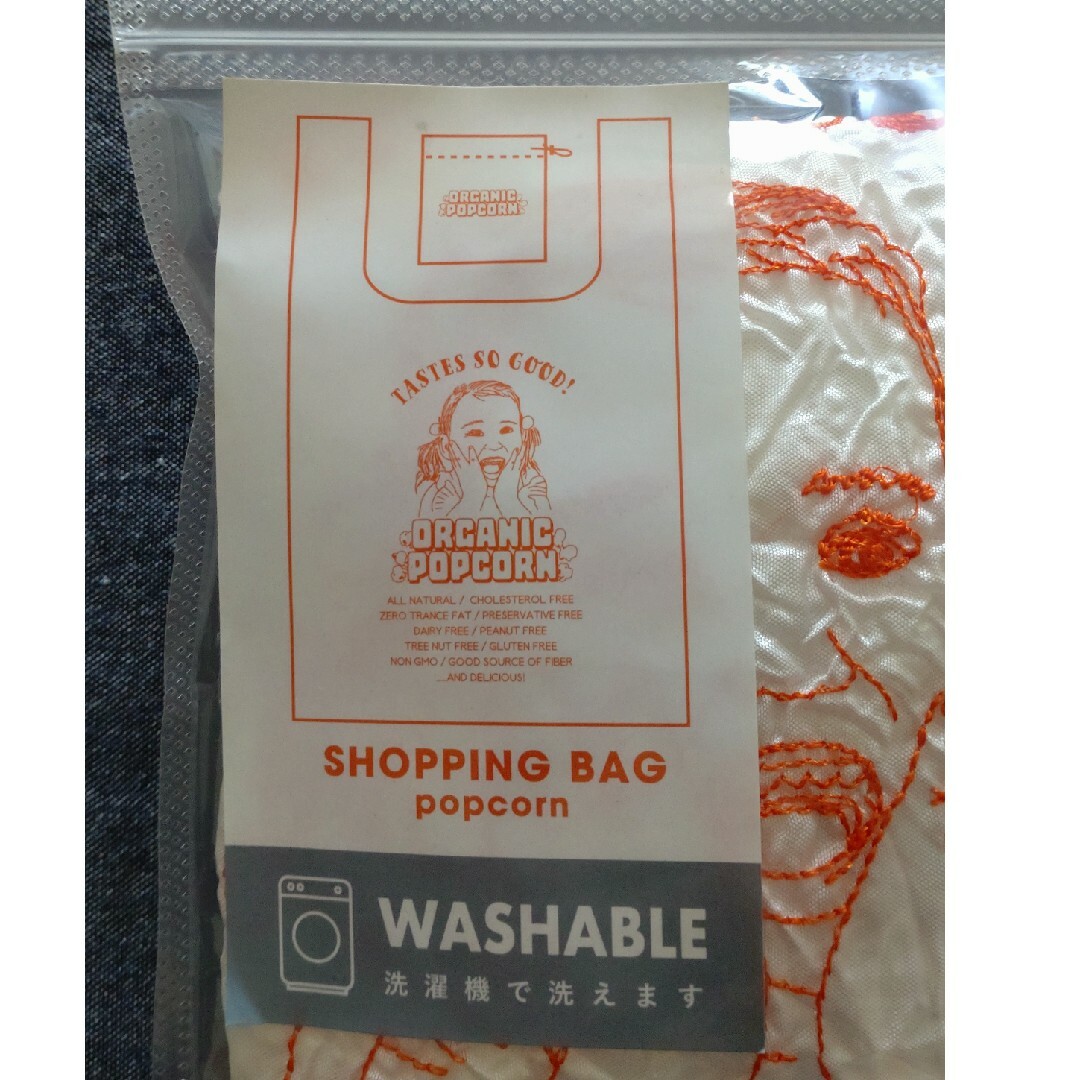 ORGANIC
POPCORN
TASTES SO GOOD!
ORGANIC
POPCORN
ALL NATURAL / CHOLESTEROL FREE
ZERO TRANCE FAT / PRESERVATIVE FREE
DAIRY FREE / PEANUT FREE
TREE NUT FREE / GLUTEN FREE
NON GMO / GOOD SOURCE OF FIBER
....AND DELICIOUS!
SHOPPING BAG
popcorn
WASHABLE
洗濯機で洗えます